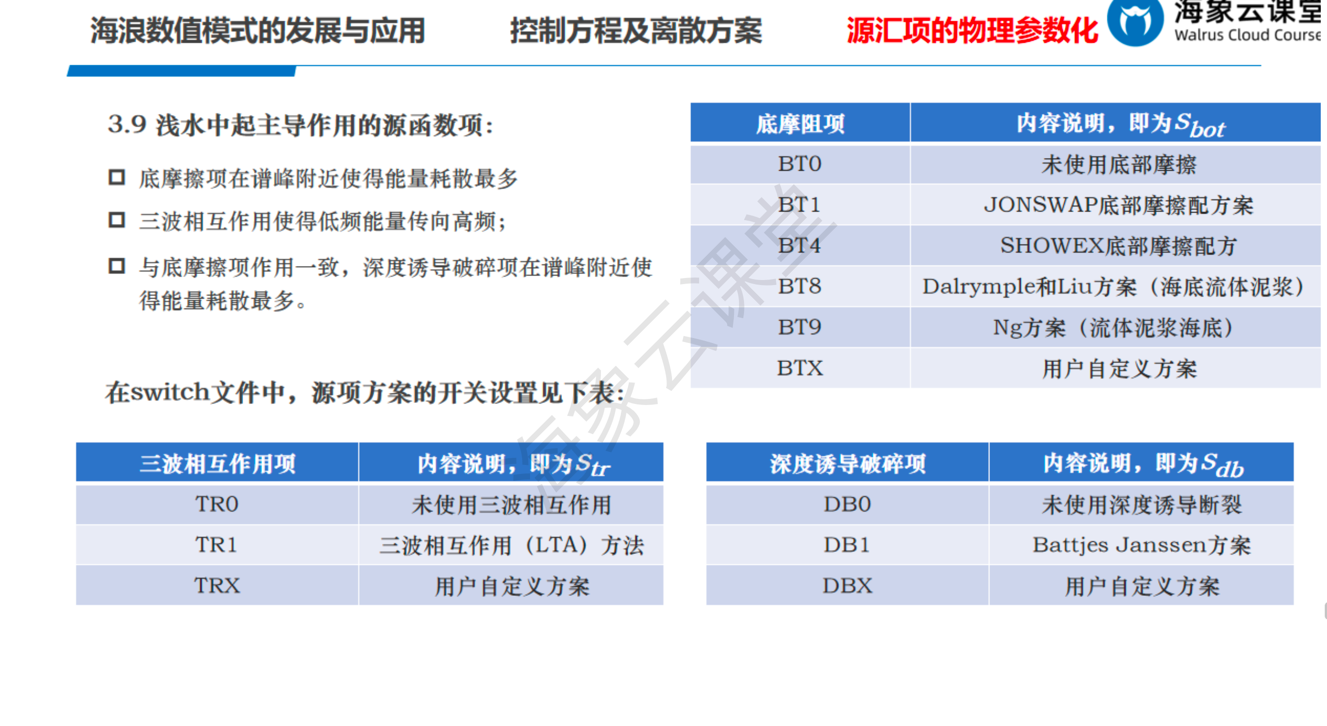 海浪数值模式的发展与应用 控制方程及离散方案 源汇项的物理参数化
海象云课堂
Walrus Cloud Course
3.9 浅水中起主导作用的源函数项：
底摩擦项在谱峰附近使得能量耗散最多
三波相互作用使得低频能量传向高频；
与底摩擦项作用一致，深度诱导破碎项在谱峰附近使
得能量耗散最多。
在switch文件中，源项方案的开关设置见下表：
底摩阻项 内容说明，即为Sbot
BT0 未使用底部摩擦
BT1 JONSWAP底部摩擦配方案
BT4 SHOWEX底部摩擦配方
BT8 Dalrymple和Liu方案（海底流体泥浆）
BT9 Ng方案（流体泥浆海底）
BTX 用户自定义方案
三波相互作用项 内容说明，即为Str
TR0 未使用三波相互作用
TR1 三波相互作用（LTA）方法
TRX 用户自定义方案
深度诱导破碎项 内容说明，即为Sdb
DB0 未使用深度诱导断裂
DB1 Battjes Janssen方案
DBX 用户自定义方案
海象云课堂